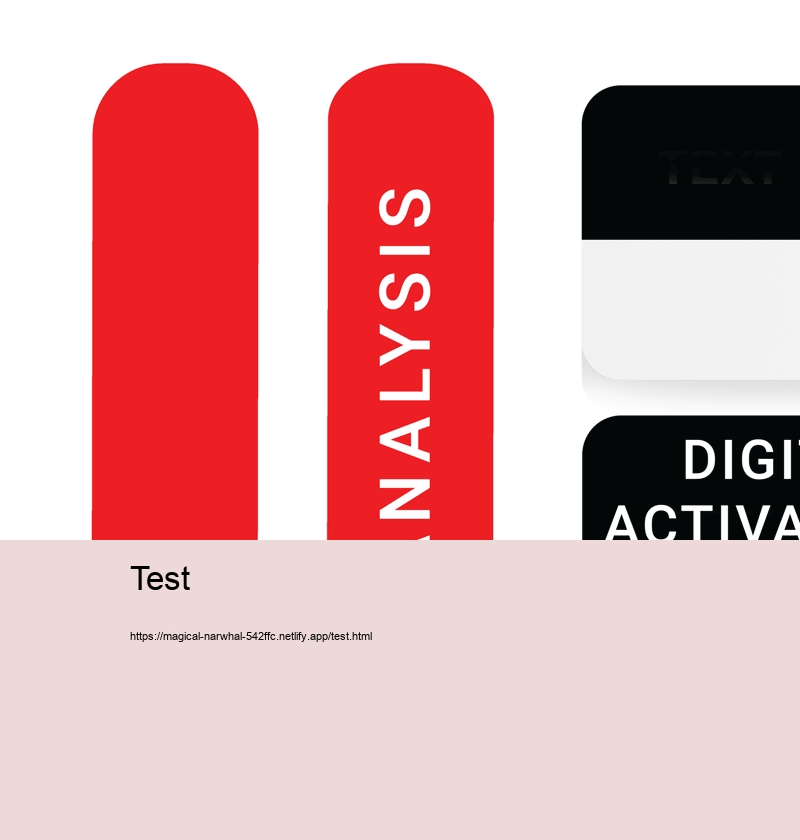 ANALYSIS
TEXT
DIGIT
ACTIVA
Test
https://magical-narwhal-542ffc.netlify.app/test.html